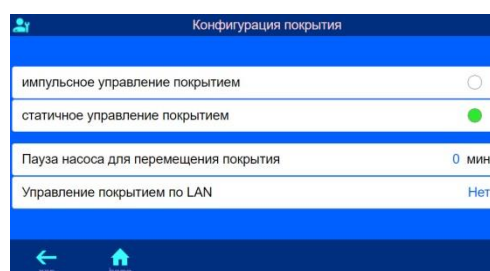 Конфигурация покрытия
импульсное управление покрытием
статичное управление покрытием
Пауза насоса для перемещения покрытия 0 мин
Управление покрытием по LAN Нет